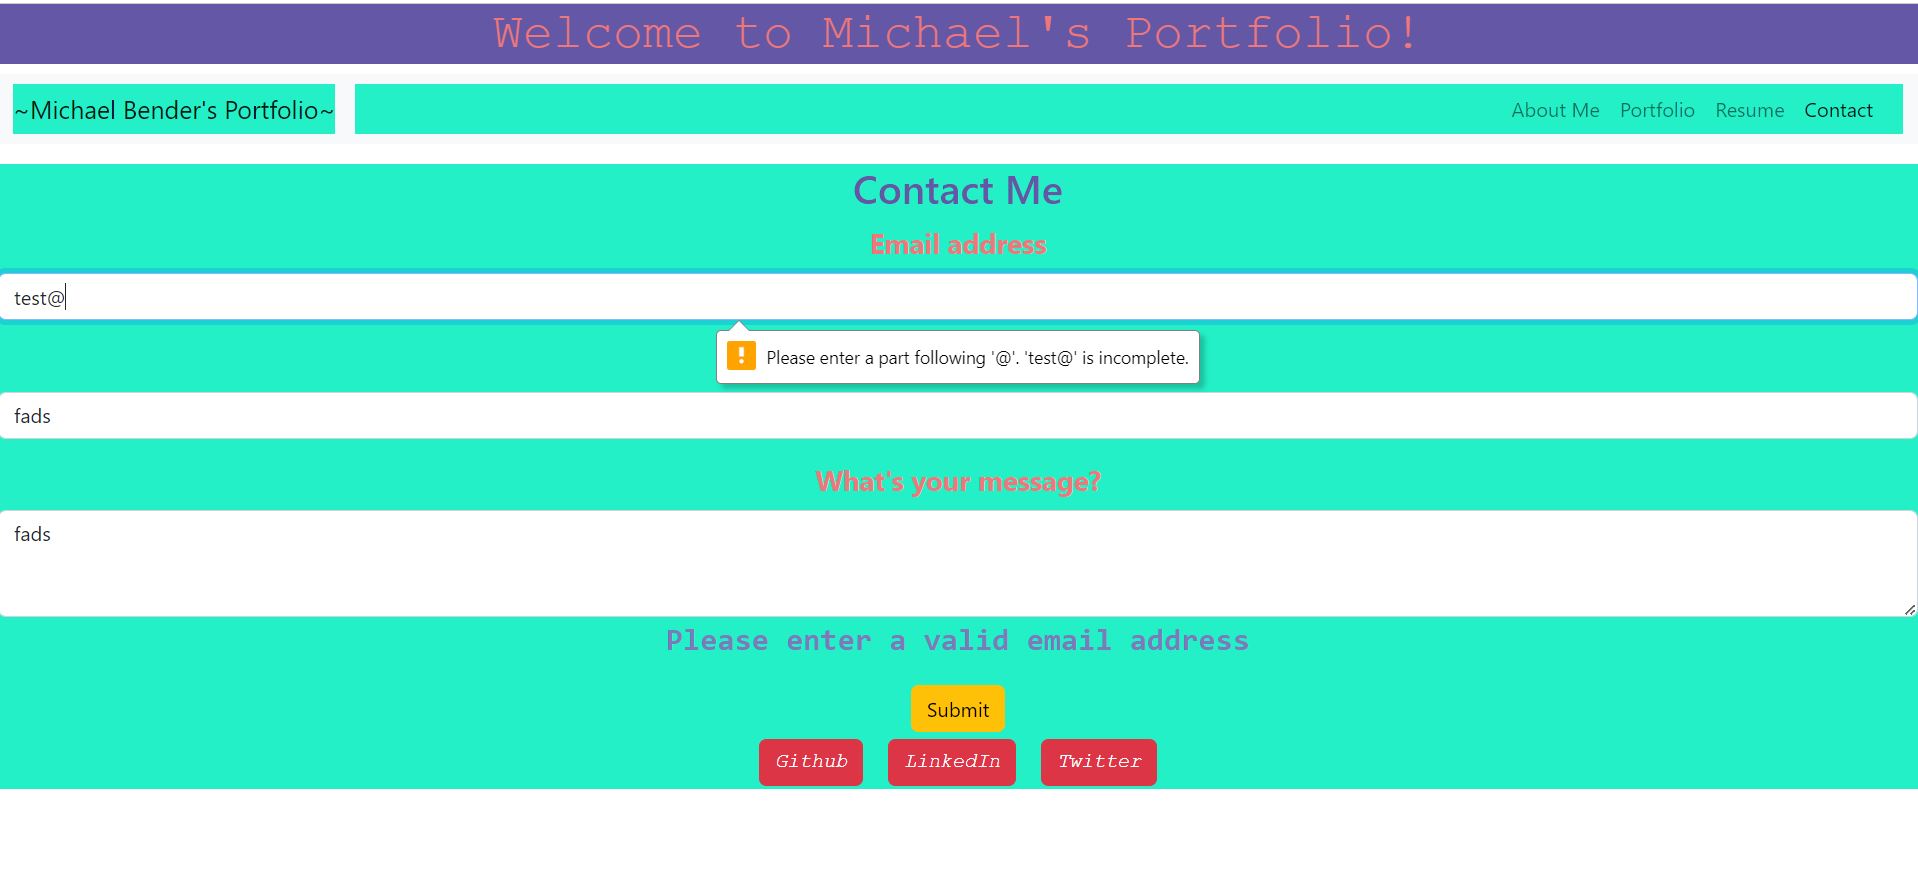 Welcome to Michael's Portfolio!
~Michael Bender's Portfolio~ About Me Portfolio Resume Contact
Contact Me
Email address
test@
Please enter a part following '@'. 'test@' is incomplete.
fads
What's your message?
fads
Please enter a valid email address
Submit
Github LinkedIn Twitter